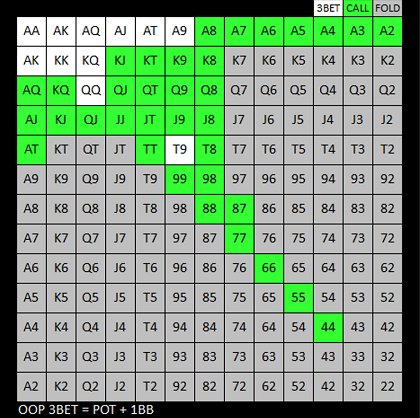 3BET CALL FOLD
AA AK AQ AJ AT A9 A8 A7 A6 A5 A4 A3 A2
AK KK KQ KJ KT K9 K8 K7 K6 K5 K4 K3 K2
AQ KQ QQ QJ QT Q9 Q8 Q7 Q6 Q5 Q4 Q3 Q2
AJ KJ QJ JJ JT J9 J8 J7 J6 J5 J4 J3 J2
AT KT QT JT TT T9 T8 T7 T6 T5 T4 T3 T2
A9 K9 Q9 J9 T9 99 98 97 96 95 94 93 92
A8 K8 Q8 J8 T8 98 88 87 86 85 84 83 82
A7 K7 Q7 J7 T7 97 87 77 76 75 74 73 72
A6 K6 Q6 J6 T6 96 86 76 66 65 64 63 62
A5 K5 Q5 J5 T5 95 85 75 65 55 54 53 52
A4 K4 Q4 J4 T4 94 84 74 64 54 44 43 42
A3 K3 Q3 J3 T3 93 83 73 63 53 43 33 32
A2 K2 Q2 J2 T2 92 82 72 62 52 42 32 22
OOP 3BET = POT + 1BB